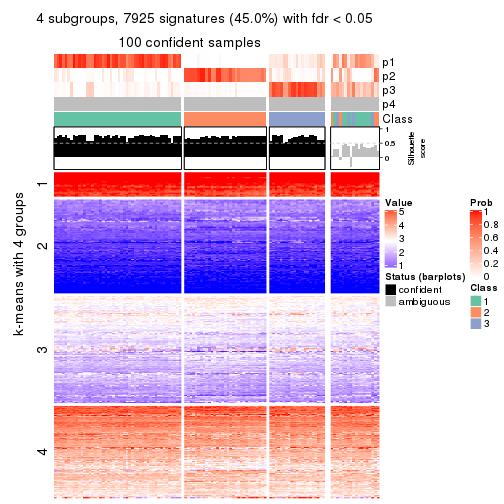 4 subgroups, 7925 signatures (45.0%) with fdr < 0.05
100 confident samples
p1
p2
p3
p4
Class
1
0.5
0
Silhouette
score
k-means with 4 groups
1
2
3
4
Value
5
4
3
2
1
Status (barplots)
confident
ambiguous
Prob
1
0.8
0.6
0.4
0.2
0
Class
1
2
3